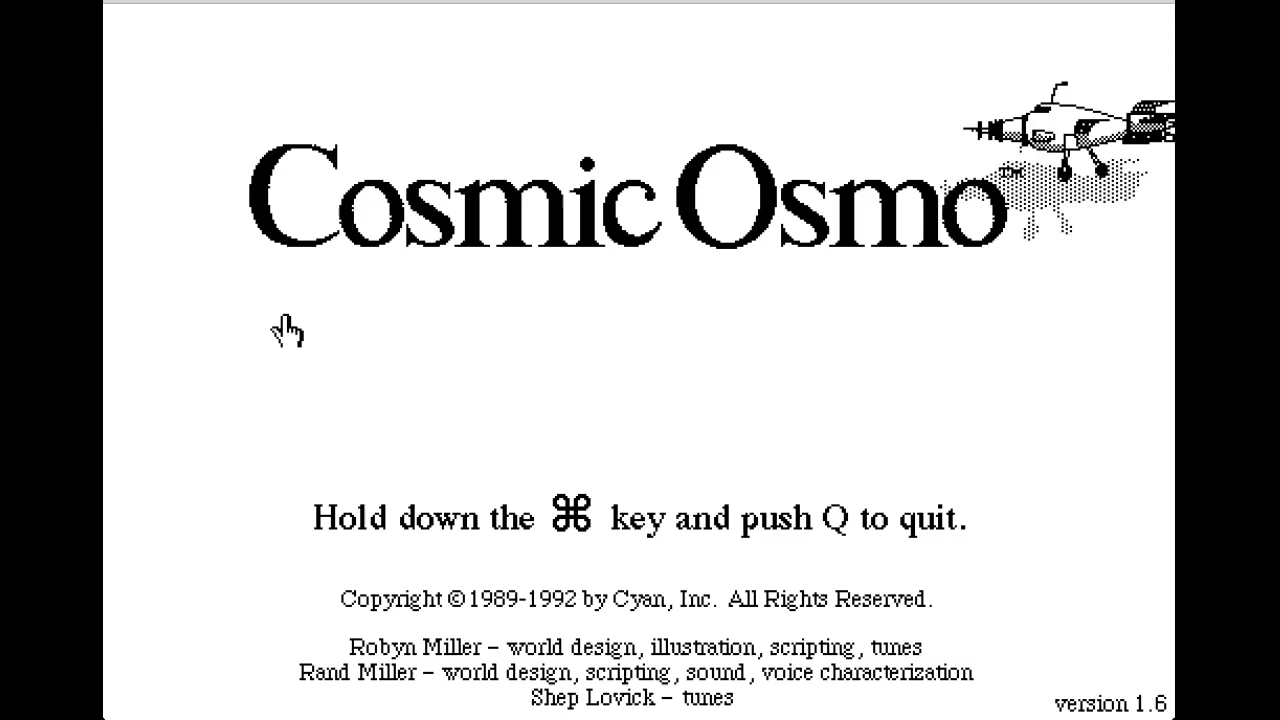 Cosmic Osmo™
Hold down the ⌘ key and push Q to quit.
Copyright ©1989-1992 by Cyan, Inc. All Rights Reserved.
Robyn Miller – world design, illustration, scripting, tunes
Rand Miller – world design, scripting, sound, voice characterization
Shep Lovick – tunes
version 1.6